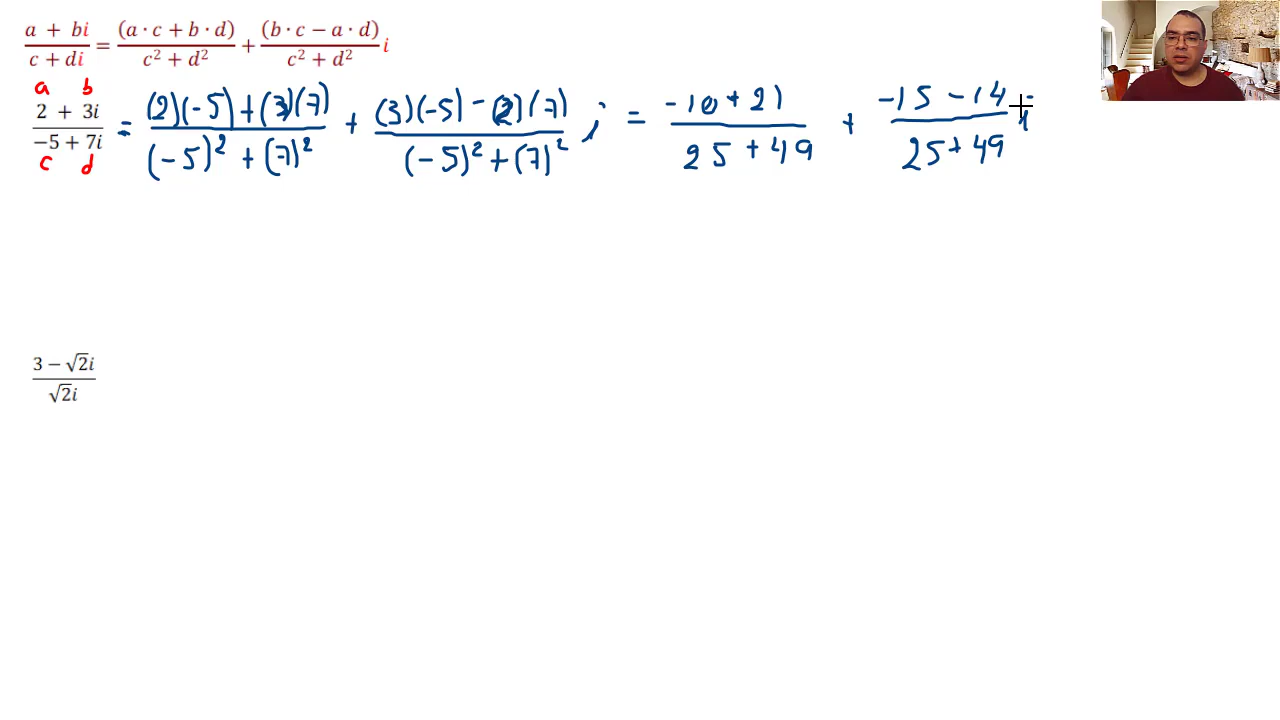 (a + bi)/(c + di) = (a · c + b · d)/(c² + d²) + (b · c − a · d)/(c² + d²) i
a b
(2 + 3i)/(−5 + 7i) = ((2)(-5) + (3)(7))/((-5)² + (7)²) + ((3)(-5) - (2)(7))/((-5)² + (7)²) i = (-10 + 21)/(25 + 49) + (-15 - 14)/(25 + 49) i
c d
(3 − √2i)/(√2i)